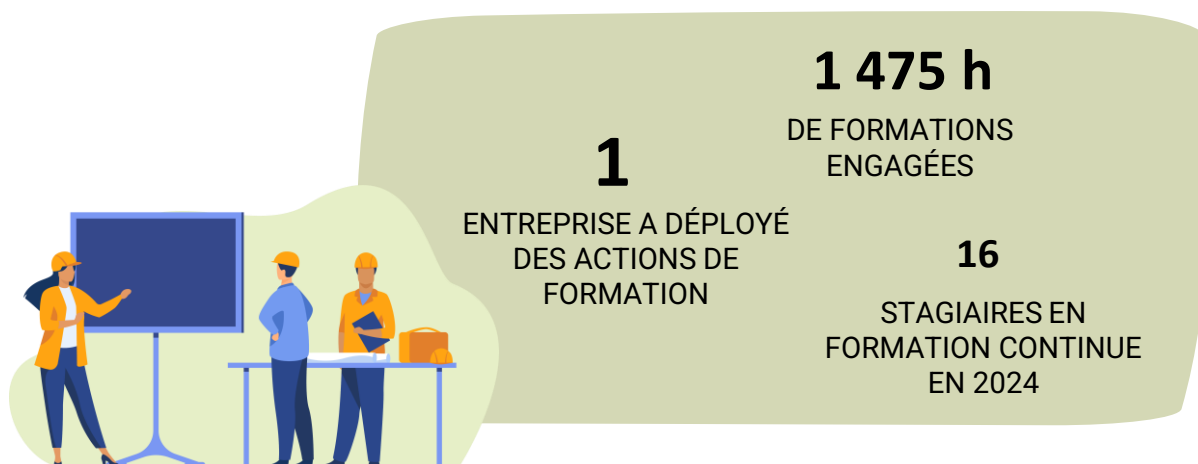 1 475 h
DE FORMATIONS
ENGAGÉES
1
ENTREPRISE A DÉPLOYÉ
DES ACTIONS DE
FORMATION
16
STAGIAIRES EN
FORMATION CONTINUE
EN 2024